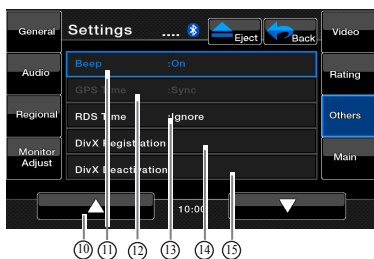 General
Settings .... Eject Back
Video
Audio
Beep :On
Rating
GPS Time :Sync
Regional
RDS Time :Ignore
Others
DivX Registration
Monitor
Adjust
DivX Deactivation
Main
10:00
10 11 12 13 14 15